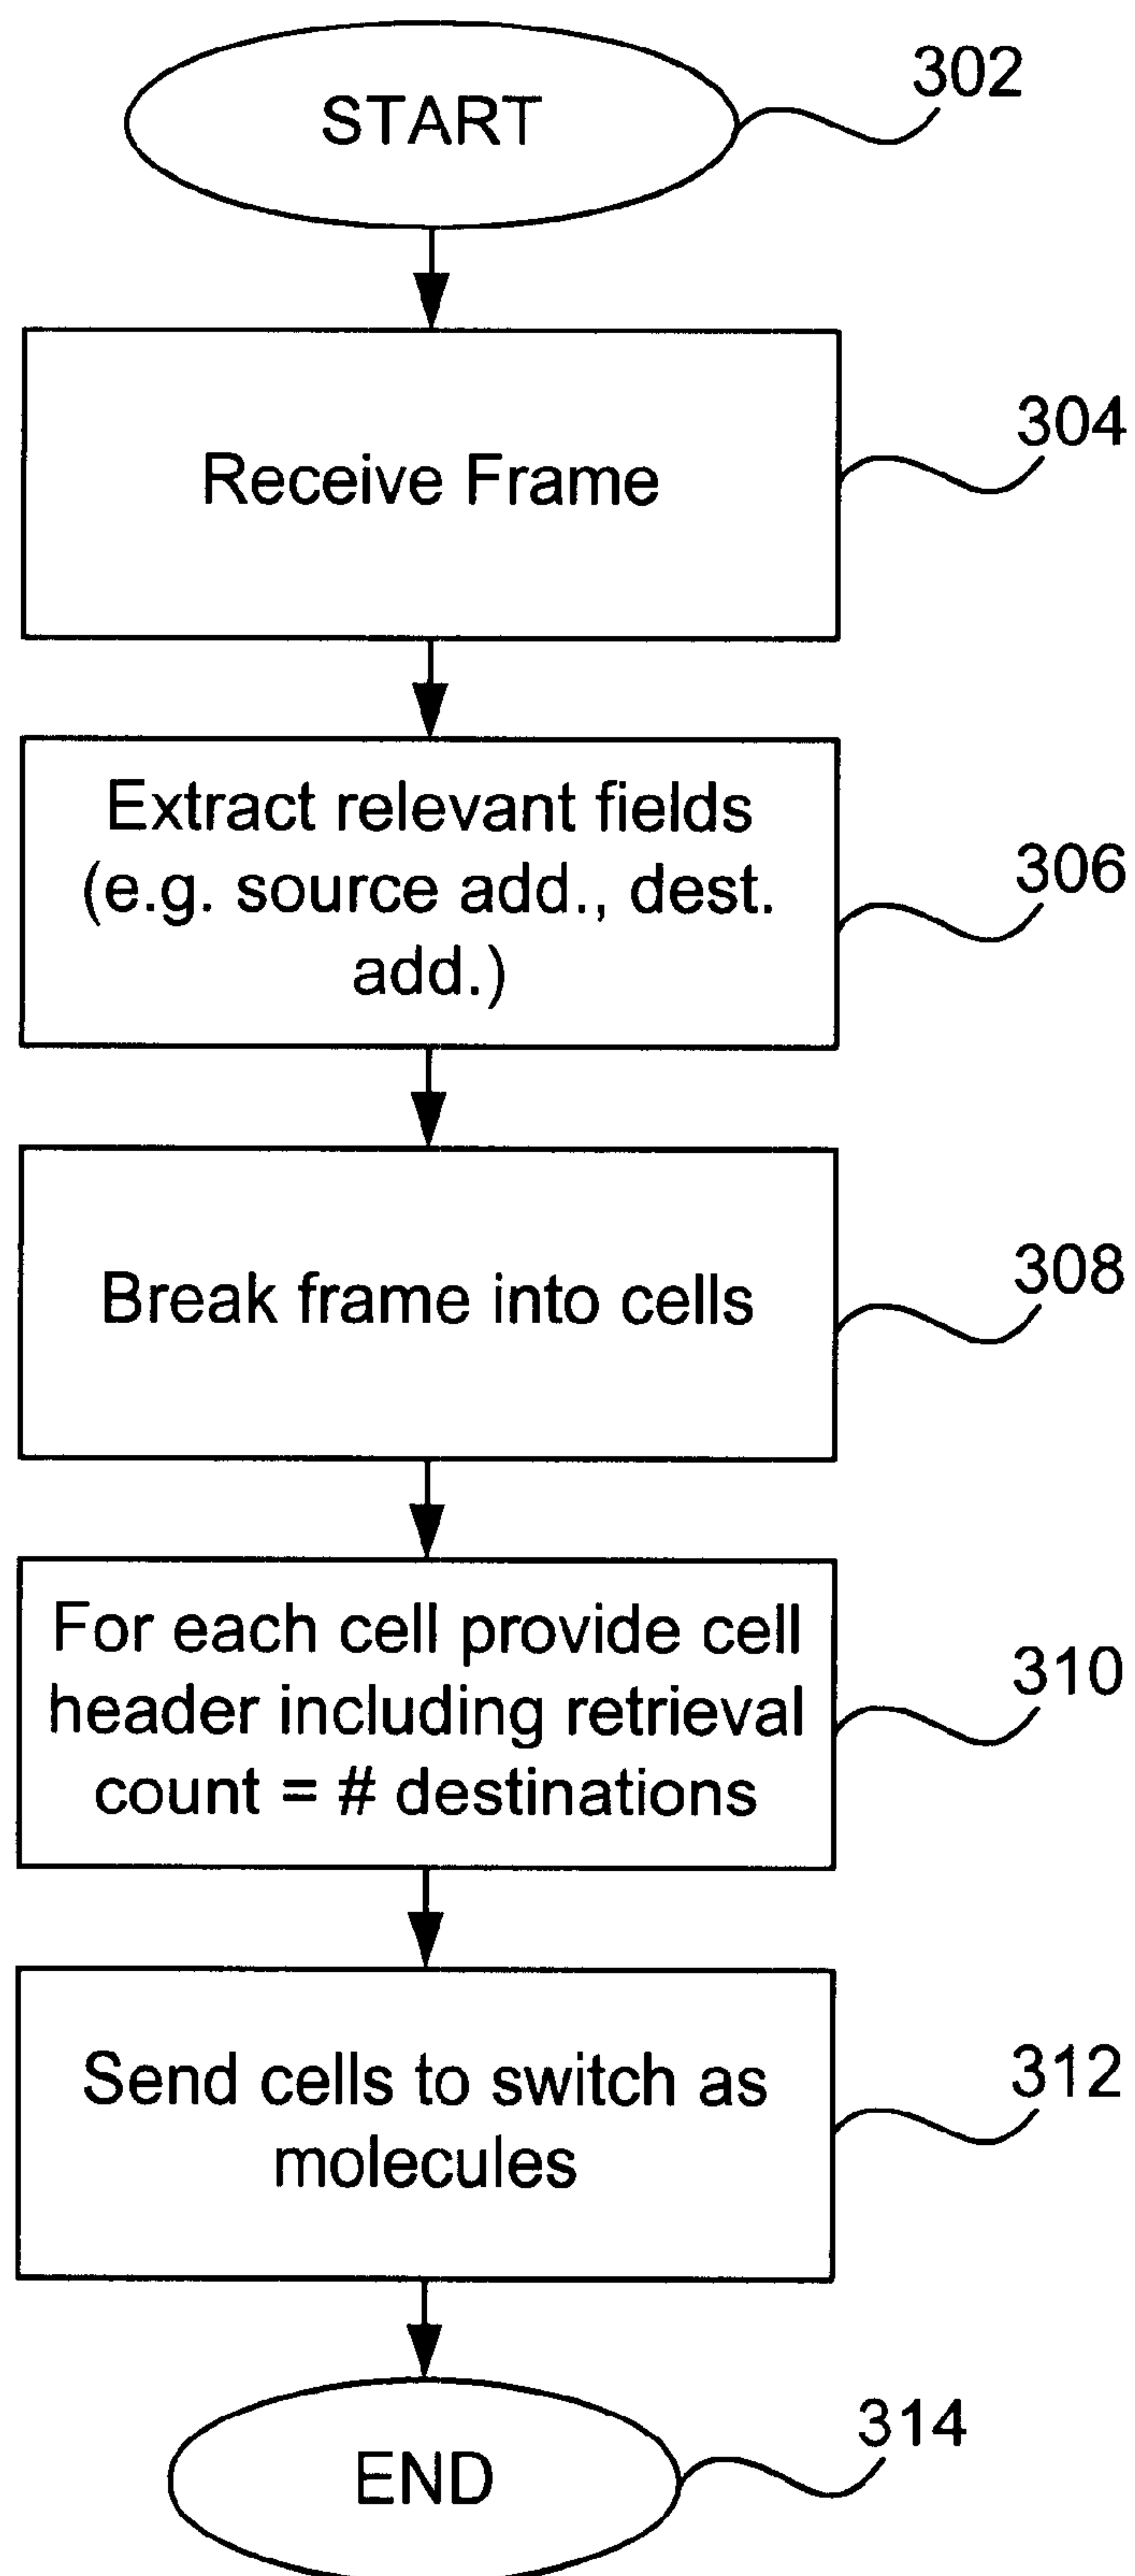 START
302
Receive Frame
304
Extract relevant fields
(e.g. source add., dest.
add.)
306
Break frame into cells
308
For each cell provide cell
header including retrieval
count = # destinations
310
Send cells to switch as
molecules
312
END
314